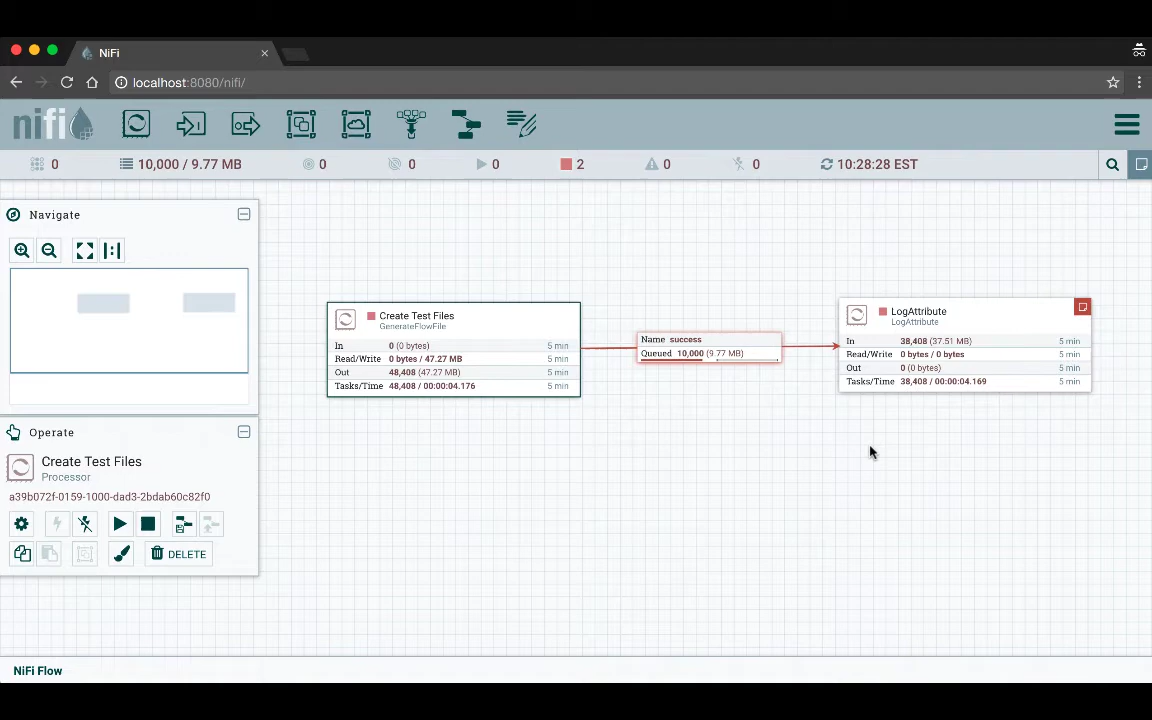 NiFi
localhost:8080/nifi/
nifi
0 10,000 / 9.77 MB 0 0 0 2 0 0 10:28:28 EST
Navigate
Create Test Files
GenerateFlowFile
In 0 (0 bytes) 5 min
Read/Write 0 bytes / 47.27 MB 5 min
Out 48,408 (47.27 MB) 5 min
Tasks/Time 48,408 / 00:00:04.176 5 min
Name success
Queued 10,000 (9.77 MB)
LogAttribute
LogAttribute
In 38,408 (37.51 MB) 5 min
Read/Write 0 bytes / 0 bytes 5 min
Out 0 (0 bytes) 5 min
Tasks/Time 38,408 / 00:00:04.169 5 min
Operate
Create Test Files
Processor
a39b072f-0159-1000-dad3-2bdab60c82f0
DELETE
NiFi Flow